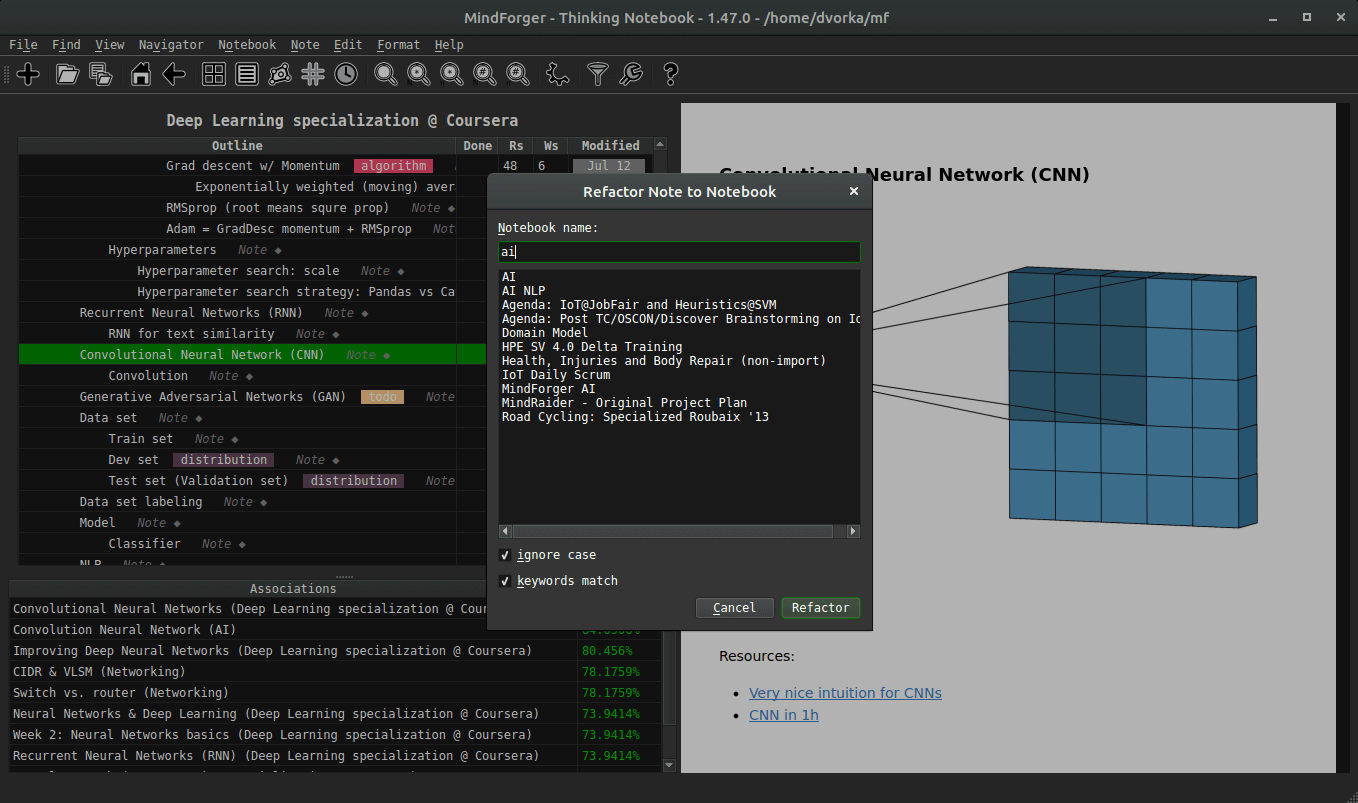 MindForger - Thinking Notebook - 1.47.0 - /home/dvorka/mf
File Find View Navigator Notebook Note Edit Format Help
Deep Learning specialization @ Coursera
Outline Done Rs Ws Modified
Grad descent w/ Momentum algorithm 48 6 Jul 12
Exponentially weighted (moving) aver
RMSprop (root means squre prop) Note
Adam = GradDesc momentum + RMSprop Not
Hyperparameters Note
Hyperparameter search: scale Note
Hyperparameter search strategy: Pandas vs Ca
Recurrent Neural Networks (RNN) Note
RNN for text similarity Note
Convolutional Neural Network (CNN) Note
Convolution Note
Generative Adversarial Networks (GAN) todo Note
Data set Note
Train set Note
Dev set distribution Note
Test set (Validation set) distribution Note
Data set labeling Note
Model Note
Classifier Note
NLP Note
Associations
Convolutional Neural Networks (Deep Learning specialization @ Cour
Convolution Neural Network (AI)
Improving Deep Neural Networks (Deep Learning specialization @ Coursera) 80.456%
CIDR & VLSM (Networking) 78.1759%
Switch vs. router (Networking) 78.1759%
Neural Networks & Deep Learning (Deep Learning specialization @ Coursera) 73.9414%
Week 2: Neural Networks basics (Deep Learning specialization @ Coursera) 73.9414%
Recurrent Neural Networks (RNN) (Deep Learning specialization @ Coursera) 73.9414%
Refactor Note to Notebook
Notebook name:
ai
AI
AI NLP
Agenda: IoT@JobFair and Heuristics@SVM
Agenda: Post TC/OSCON/Discover Brainstorming on Io
Domain Model
HPE SV 4.0 Delta Training
Health, Injuries and Body Repair (non-import)
IoT Daily Scrum
MindForger AI
MindRaider - Original Project Plan
Road Cycling: Specialized Roubaix '13
ignore case
keywords match
Cancel Refactor
Convolutional Neural Network (CNN)
Resources:
Very nice intuition for CNNs
CNN in 1h